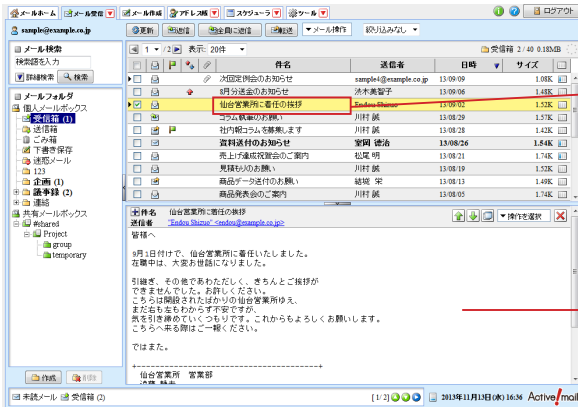 メールホーム メール受信 メール作成 アドレス帳 スケジューラ ツール ログアウト
sample@example.co.jp 更新 返信 全員に返信 転送 メール操作 絞り込みなし
メール検索
検索語を入力
詳細検索 検索
メールフォルダ
個人メールボックス
受信箱 (1)
送信箱
ごみ箱
下書き保存
迷惑メール
123
企画 (1)
議事録 (2)
連絡
共有メールボックス
#shared
Project
group
temporary
作成 削除
1 / 2 表示: 20件 受信箱 2 / 40 0.18MB
件名 送信者 日時 サイズ
次回定例会のお知らせ sample4@example.co.jp 13/09/09 1.08K
8月分送金のお知らせ 渋木美智子 13/09/06 1.48K
仙台営業所に着任の挨拶 Endou Shizuo 13/09/02 1.52K
コラム執筆のお願い 川村 誠 13/08/29 1.57K
社内報コラムを募集します 川村 誠 13/08/28 1.42K
資料送付のお知らせ 室岡 徳治 13/08/26 1.54K
売上げ達成祝賀会のご案内 松尾 明 13/08/21 1.74K
見積もりのお願い 川村 誠 13/08/19 1.51K
商品データ送付のお願い 結城 栄 13/08/13 1.49K
商品発表会のご案内 川村 誠 13/08/05 1.74K
件名 仙台営業所に着任の挨拶
送信者 "Endou Shizuo" <endou@example.co.jp> 操作を選択
皆様へ
9月1日付けで、仙台営業所に着任いたしました。
在職中は、大変お世話になりました。
引継ぎ、その他であわただしく、きちんとご挨拶が
できませんでした。お許しください。
こちらは開設されたばかりの仙台営業所ゆえ、
まだ右も左もわからず不安ですが、
気を引き締めていくつもりです。これからもよろしくお願いします。
こちらへ来る際はご一報ください。
ではまた。
+-----------------------------------------+
仙台営業所 営業部
未読メール 受信箱 (2) [1/2] 2013年11月13日(水) 16:36 Active! mail